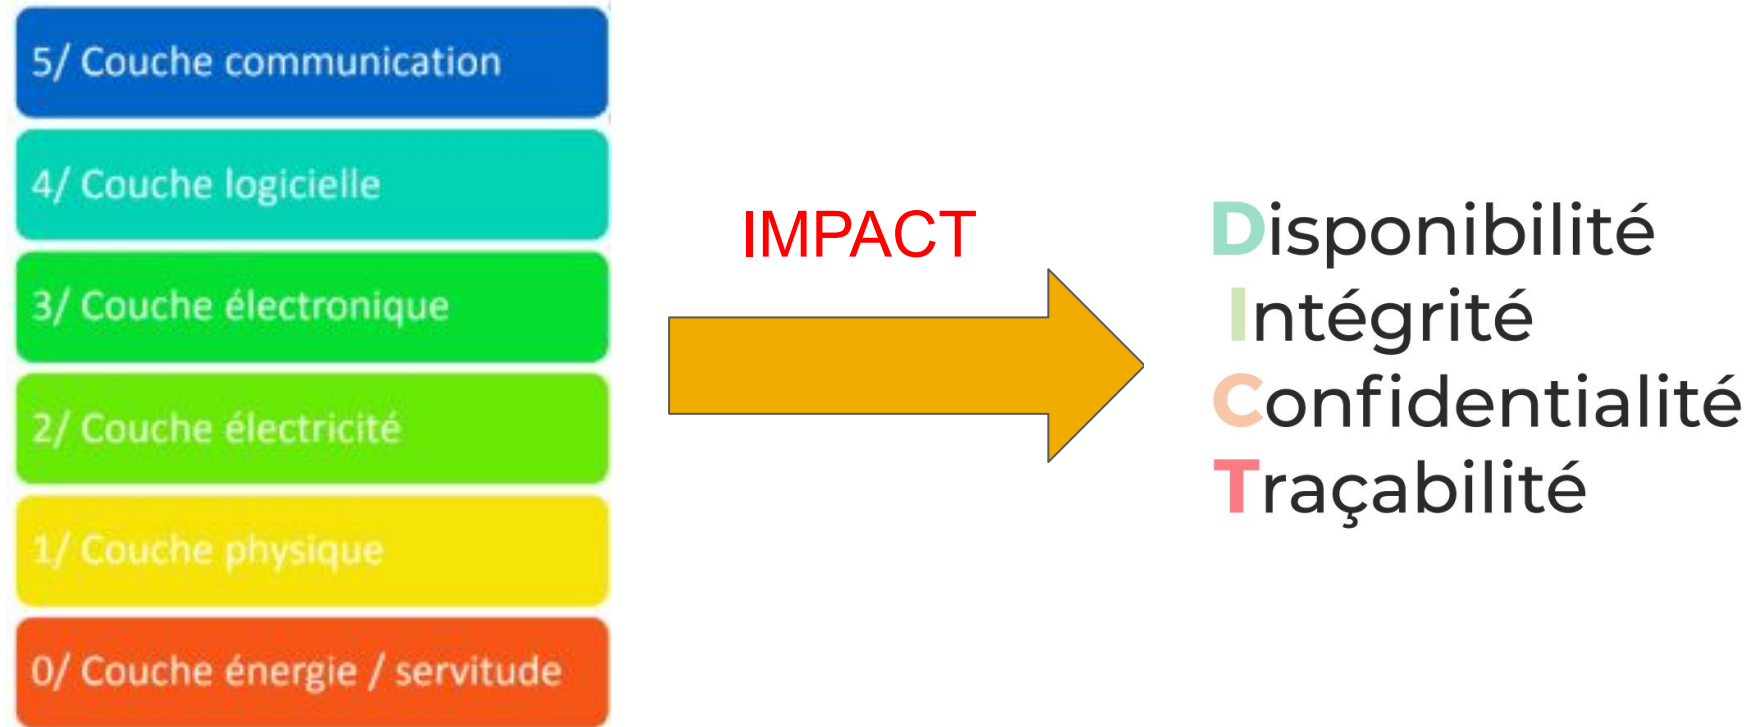 5/ Couche communication
4/ Couche logicielle
3/ Couche électronique
2/ Couche électricité
1/ Couche physique
0/ Couche énergie / servitude
IMPACT
Disponibilité
Intégrité
Confidentialité
Traçabilité